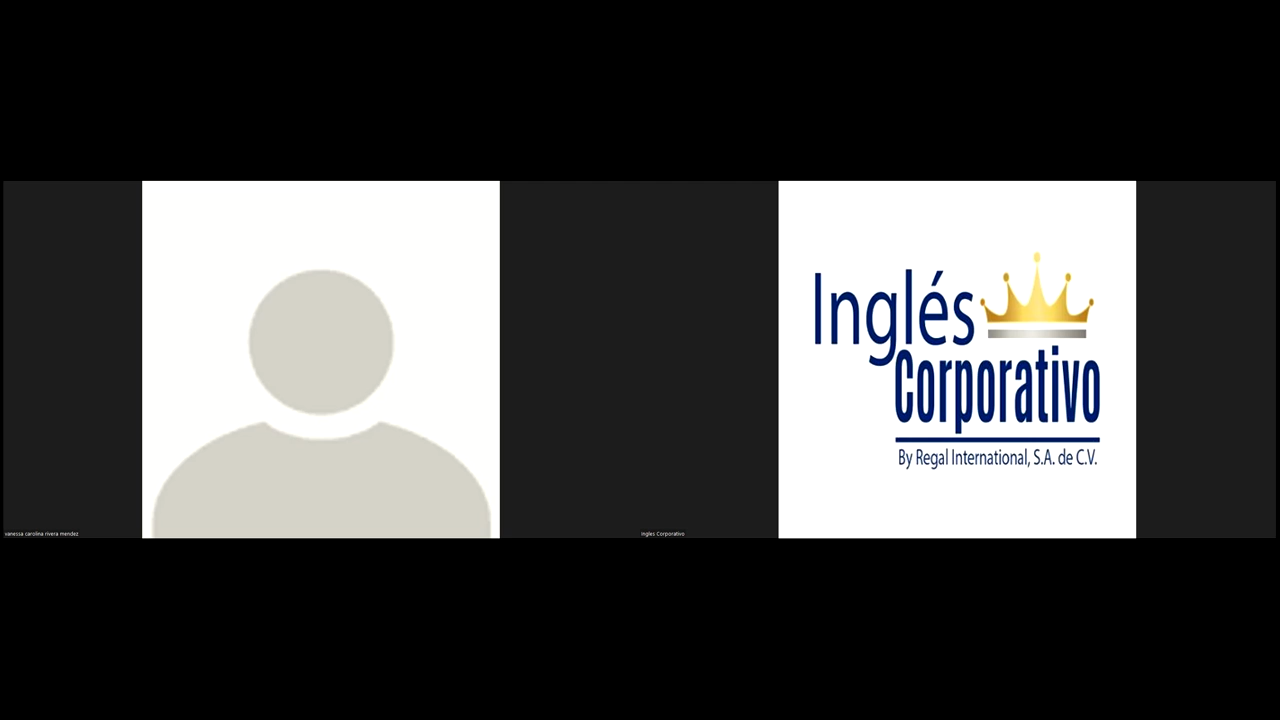 Inglés
Corporativo
By Regal International, S.A. de C.V.
vanessa carolina rivera mendez
Ingles Corporativo